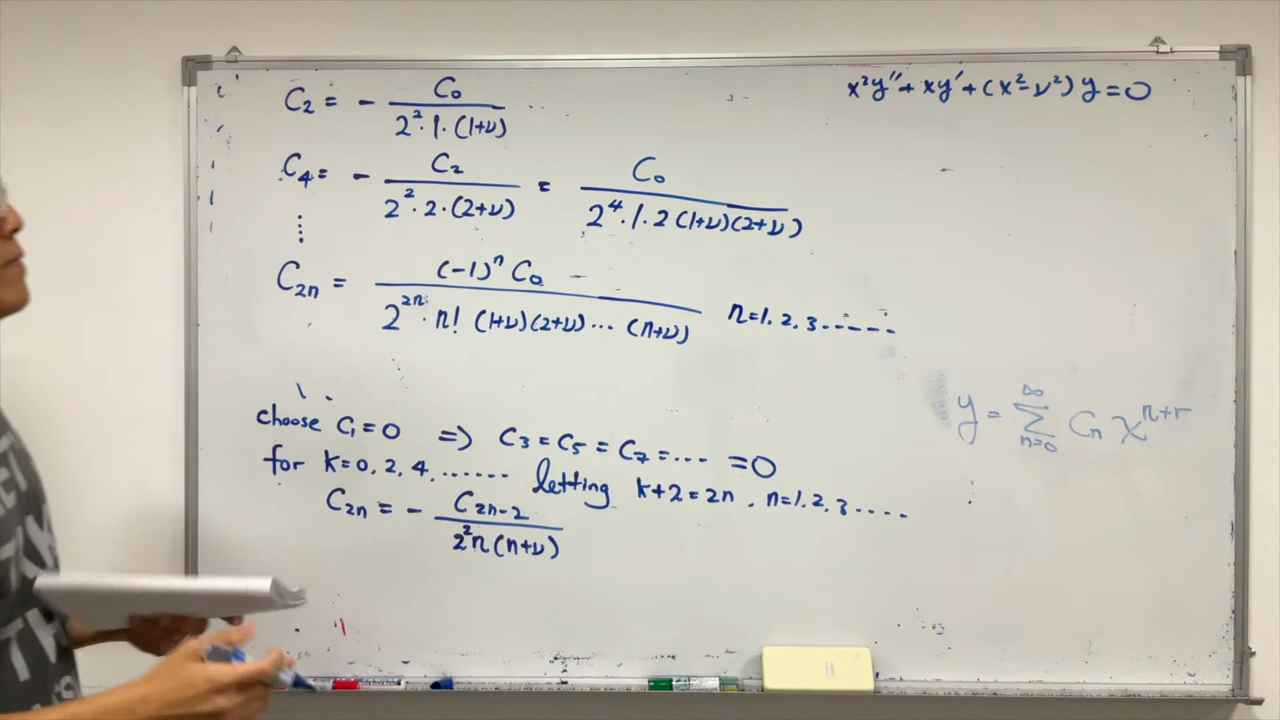 x²y″ + xy′ + (x² - ν²) y = 0
C₂ = - C₀ / (2² · 1 · (1+ν))
C₄ = - C₂ / (2² · 2 · (2+ν)) = C₀ / (2⁴ · 1 · 2 (1+ν)(2+ν))
⋮
C₂ₙ = (-1)ⁿ C₀ / (2²ⁿ · n! (1+ν)(2+ν) ··· (n+ν)) n = 1, 2, 3 ······
y = ∑_{n=0}^{∞} Cₙ x^{n+r}
choose C₁ = 0 ⇒ C₃ = C₅ = C₇ = ··· = 0
for k = 0, 2, 4, ······ letting k+2 = 2n, n = 1, 2, 3 ····
C₂ₙ = - C₂ₙ₋₂ / (2² n (n+ν))